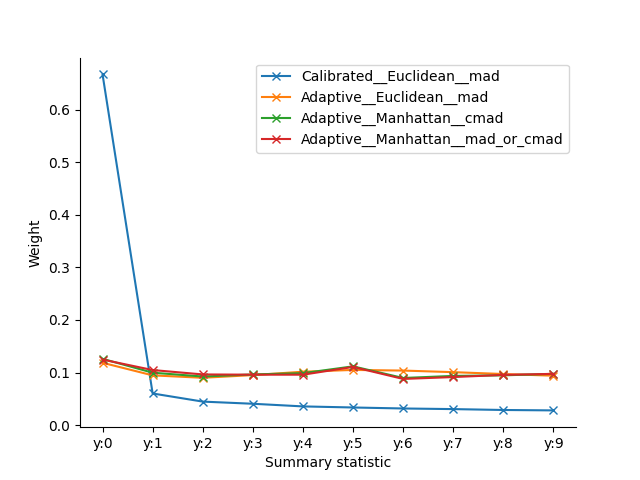 Calibrated__Euclidean__mad
Adaptive__Euclidean__mad
Adaptive__Manhattan__cmad
Adaptive__Manhattan__mad_or_cmad
0.6
0.5
0.4
0.3
0.2
0.1
0.0
Weight
y:0 y:1 y:2 y:3 y:4 y:5 y:6 y:7 y:8 y:9
Summary statistic